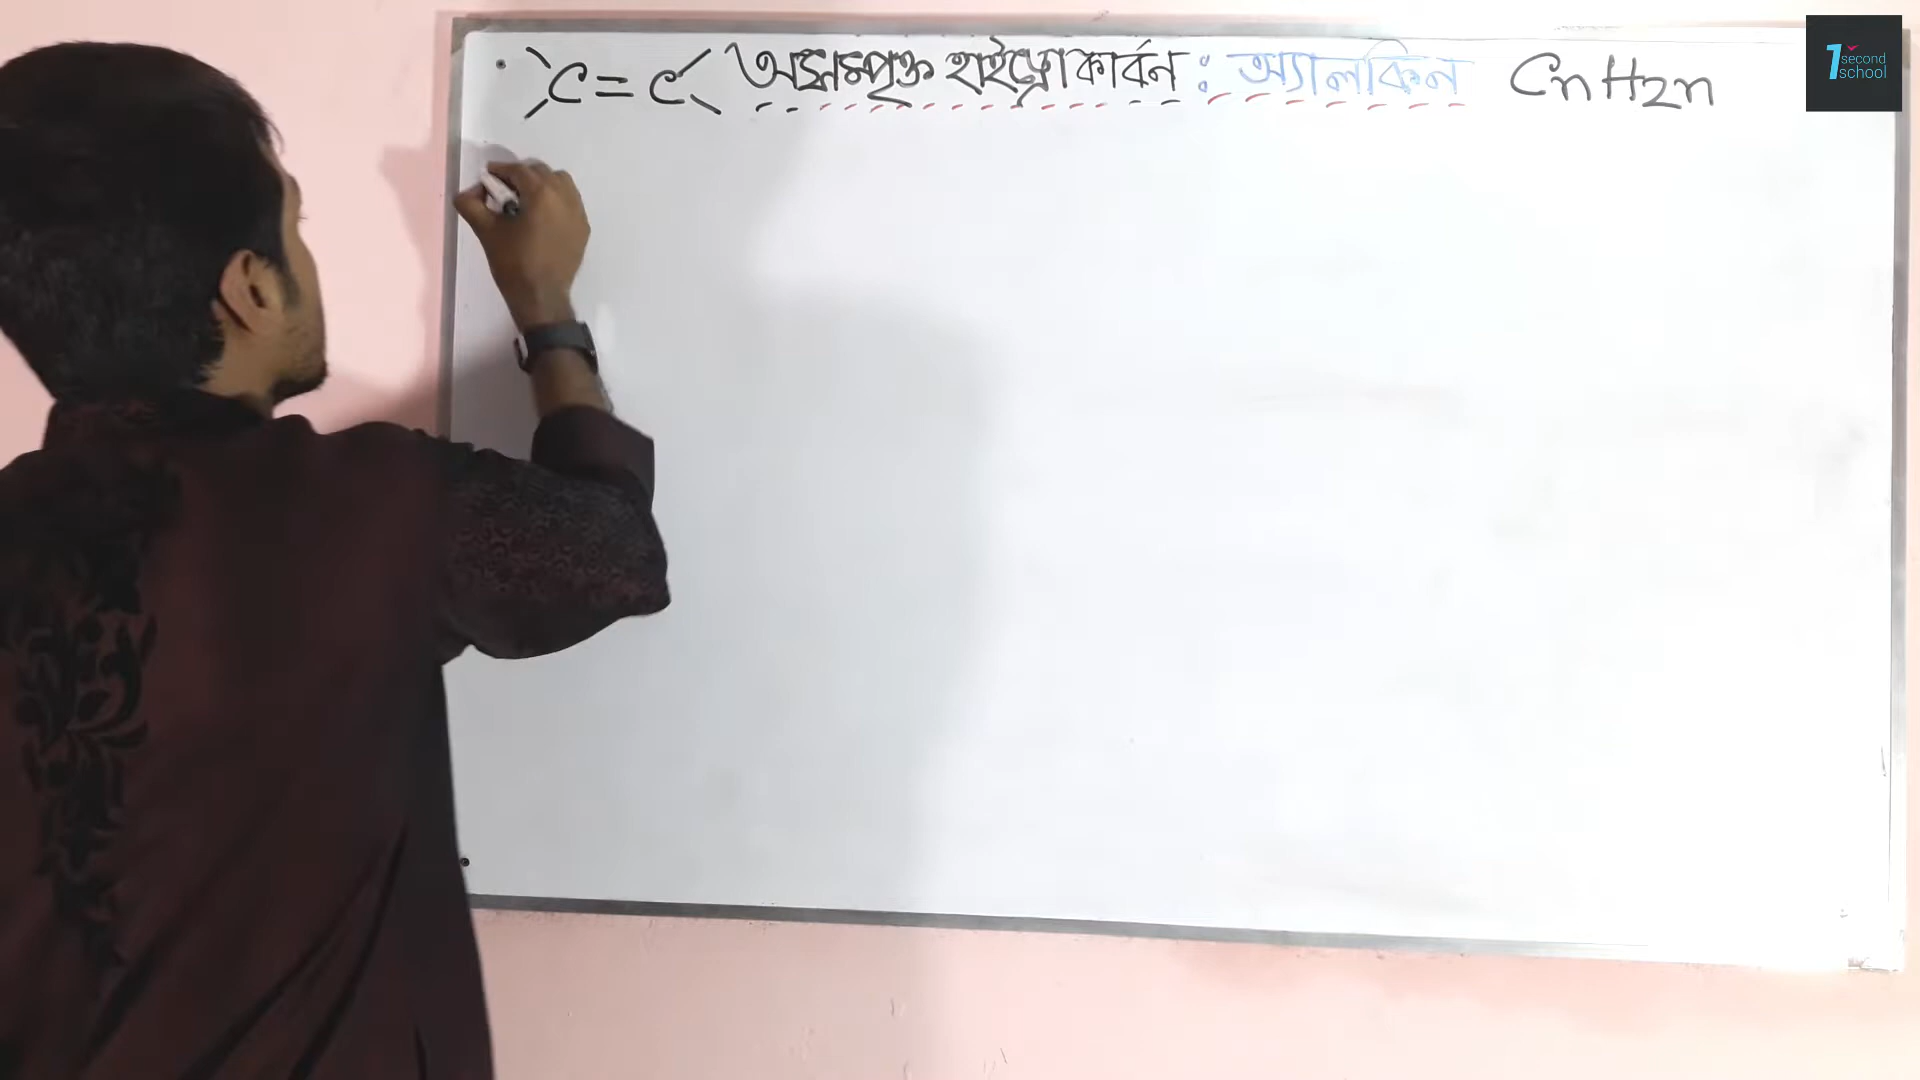 >C=C< অসম্পৃক্ত হাইড্রোকার্বন : অ্যালকিন CnH2n
1 second school